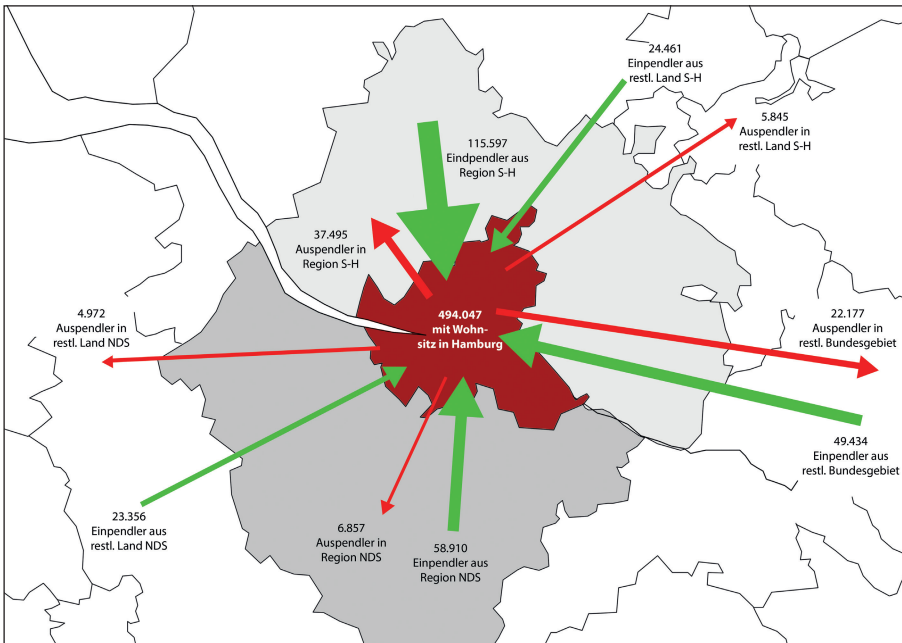 24.461
Einpendler aus
restl. Land S-H
5.845
Auspendler in
restl. Land S-H
115.597
Eindpendler aus
Region S-H
37.495
Auspendler in
Region S-H
494.047
mit Wohn-
sitz in Hamburg
4.972
Auspendler in
restl. Land NDS
22.177
Auspendler in
restl. Bundesgebiet
49.434
Einpendler aus
restl. Bundesgebiet
23.356
Einpendler aus
restl. Land NDS
6.857
Auspendler in
Region NDS
58.910
Einpendler aus
Region NDS